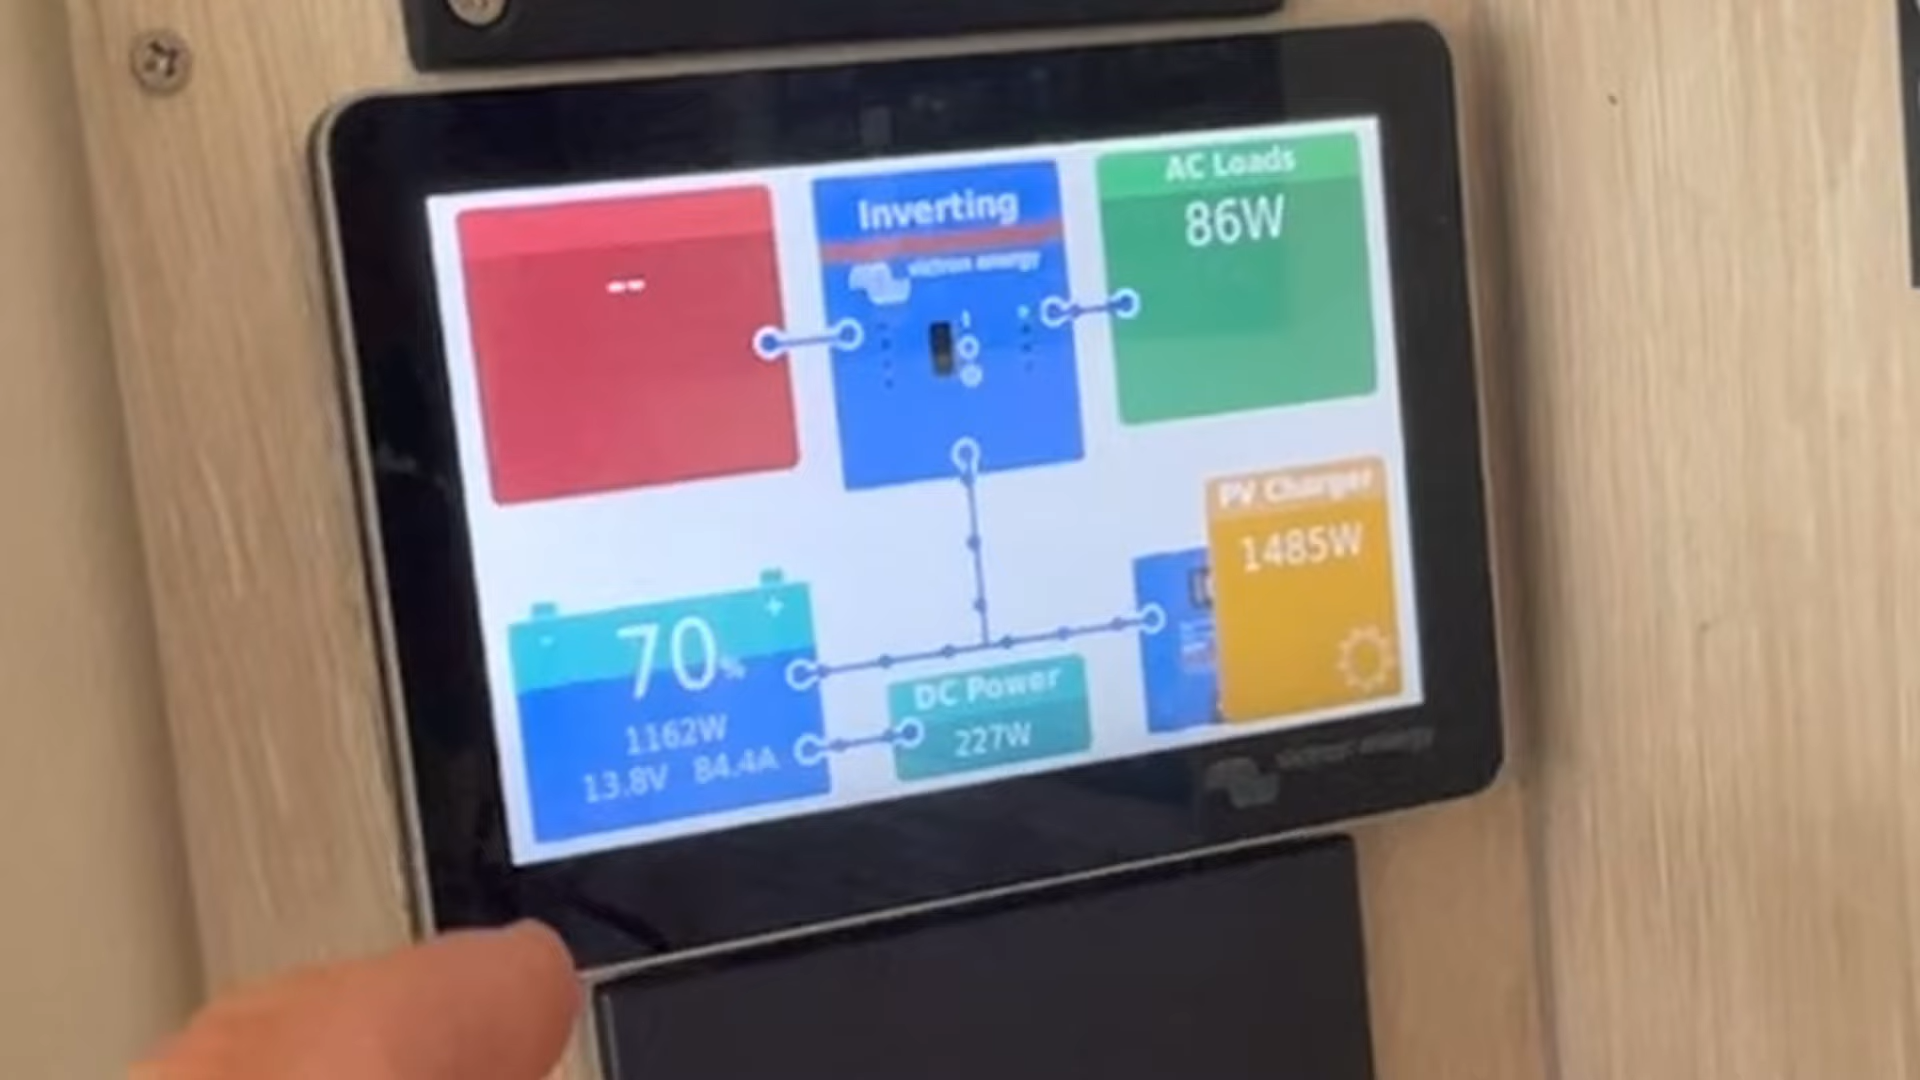 --
Inverting
victron energy
AC Loads
86W
PV Charger
1485W
70%
1162W
13.8V 84.4A
DC Power
227W
victron energy